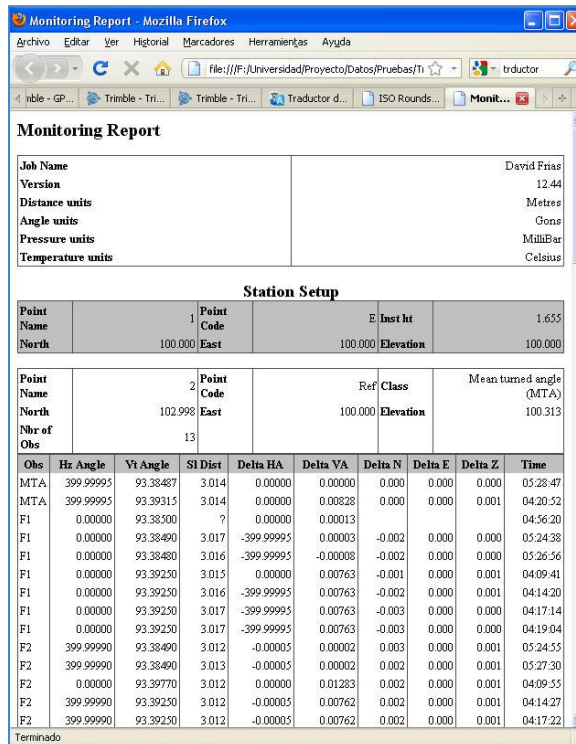 Monitoring Report - Mozilla Firefox
Archivo Editar Ver Historial Marcadores Herramientas Ayuda
file:///F:/Universidad/Proyecto/Datos/Pruebas/Tr trductor
nble - GP... Trimble - Tri... Trimble - Tri... Traductor d... ISO Rounds... Monit...
Monitoring Report
Job Name David Frias
Version 12.44
Distance units Metres
Angle units Gons
Pressure units MilliBar
Temperature units Celsius
Station Setup
Point Name 1 Point Code E Inst ht 1.655
North 100.000 East 100.000 Elevation 100.000
Point Name 2 Point Code Ref Class Mean turned angle (MTA)
North 102.998 East 100.000 Elevation 100.313
Nbr of Obs 13
Obs Hz Angle Vt Angle Sl Dist Delta HA Delta VA Delta N Delta E Delta Z Time
MTA 399.99995 93.38487 3.014 0.00000 0.00000 0.000 0.000 0.000 05:28:47
MTA 399.99995 93.39315 3.014 0.00000 0.00828 0.000 0.000 0.001 04:20:52
F1 0.00000 93.38500 ? 0.00000 0.00013 04:56:20
F1 0.00000 93.38490 3.017 -399.99995 0.00003 -0.002 0.000 0.000 05:24:38
F1 0.00000 93.38480 3.016 -399.99995 -0.00008 -0.002 0.000 0.000 05:26:56
F1 0.00000 93.39250 3.015 0.00000 0.00763 -0.001 0.000 0.001 04:09:41
F1 0.00000 93.39250 3.016 -399.99995 0.00763 -0.002 0.000 0.001 04:14:20
F1 0.00000 93.39250 3.017 -399.99995 0.00763 -0.003 0.000 0.000 04:17:14
F1 0.00000 93.39250 3.017 -399.99995 0.00763 -0.003 0.000 0.000 04:19:04
F2 399.99990 93.38490 3.012 -0.00005 0.00002 0.003 0.000 0.001 05:24:55
F2 399.99990 93.38490 3.013 -0.00005 0.00002 0.002 0.000 0.001 05:27:30
F2 0.00000 93.39770 3.012 0.00000 0.01283 0.002 0.000 0.001 04:09:55
F2 399.99990 93.39250 3.012 -0.00005 0.00762 0.002 0.000 0.001 04:14:27
F2 399.99990 93.39250 3.012 -0.00005 0.00762 0.002 0.000 0.001 04:17:22
Terminado